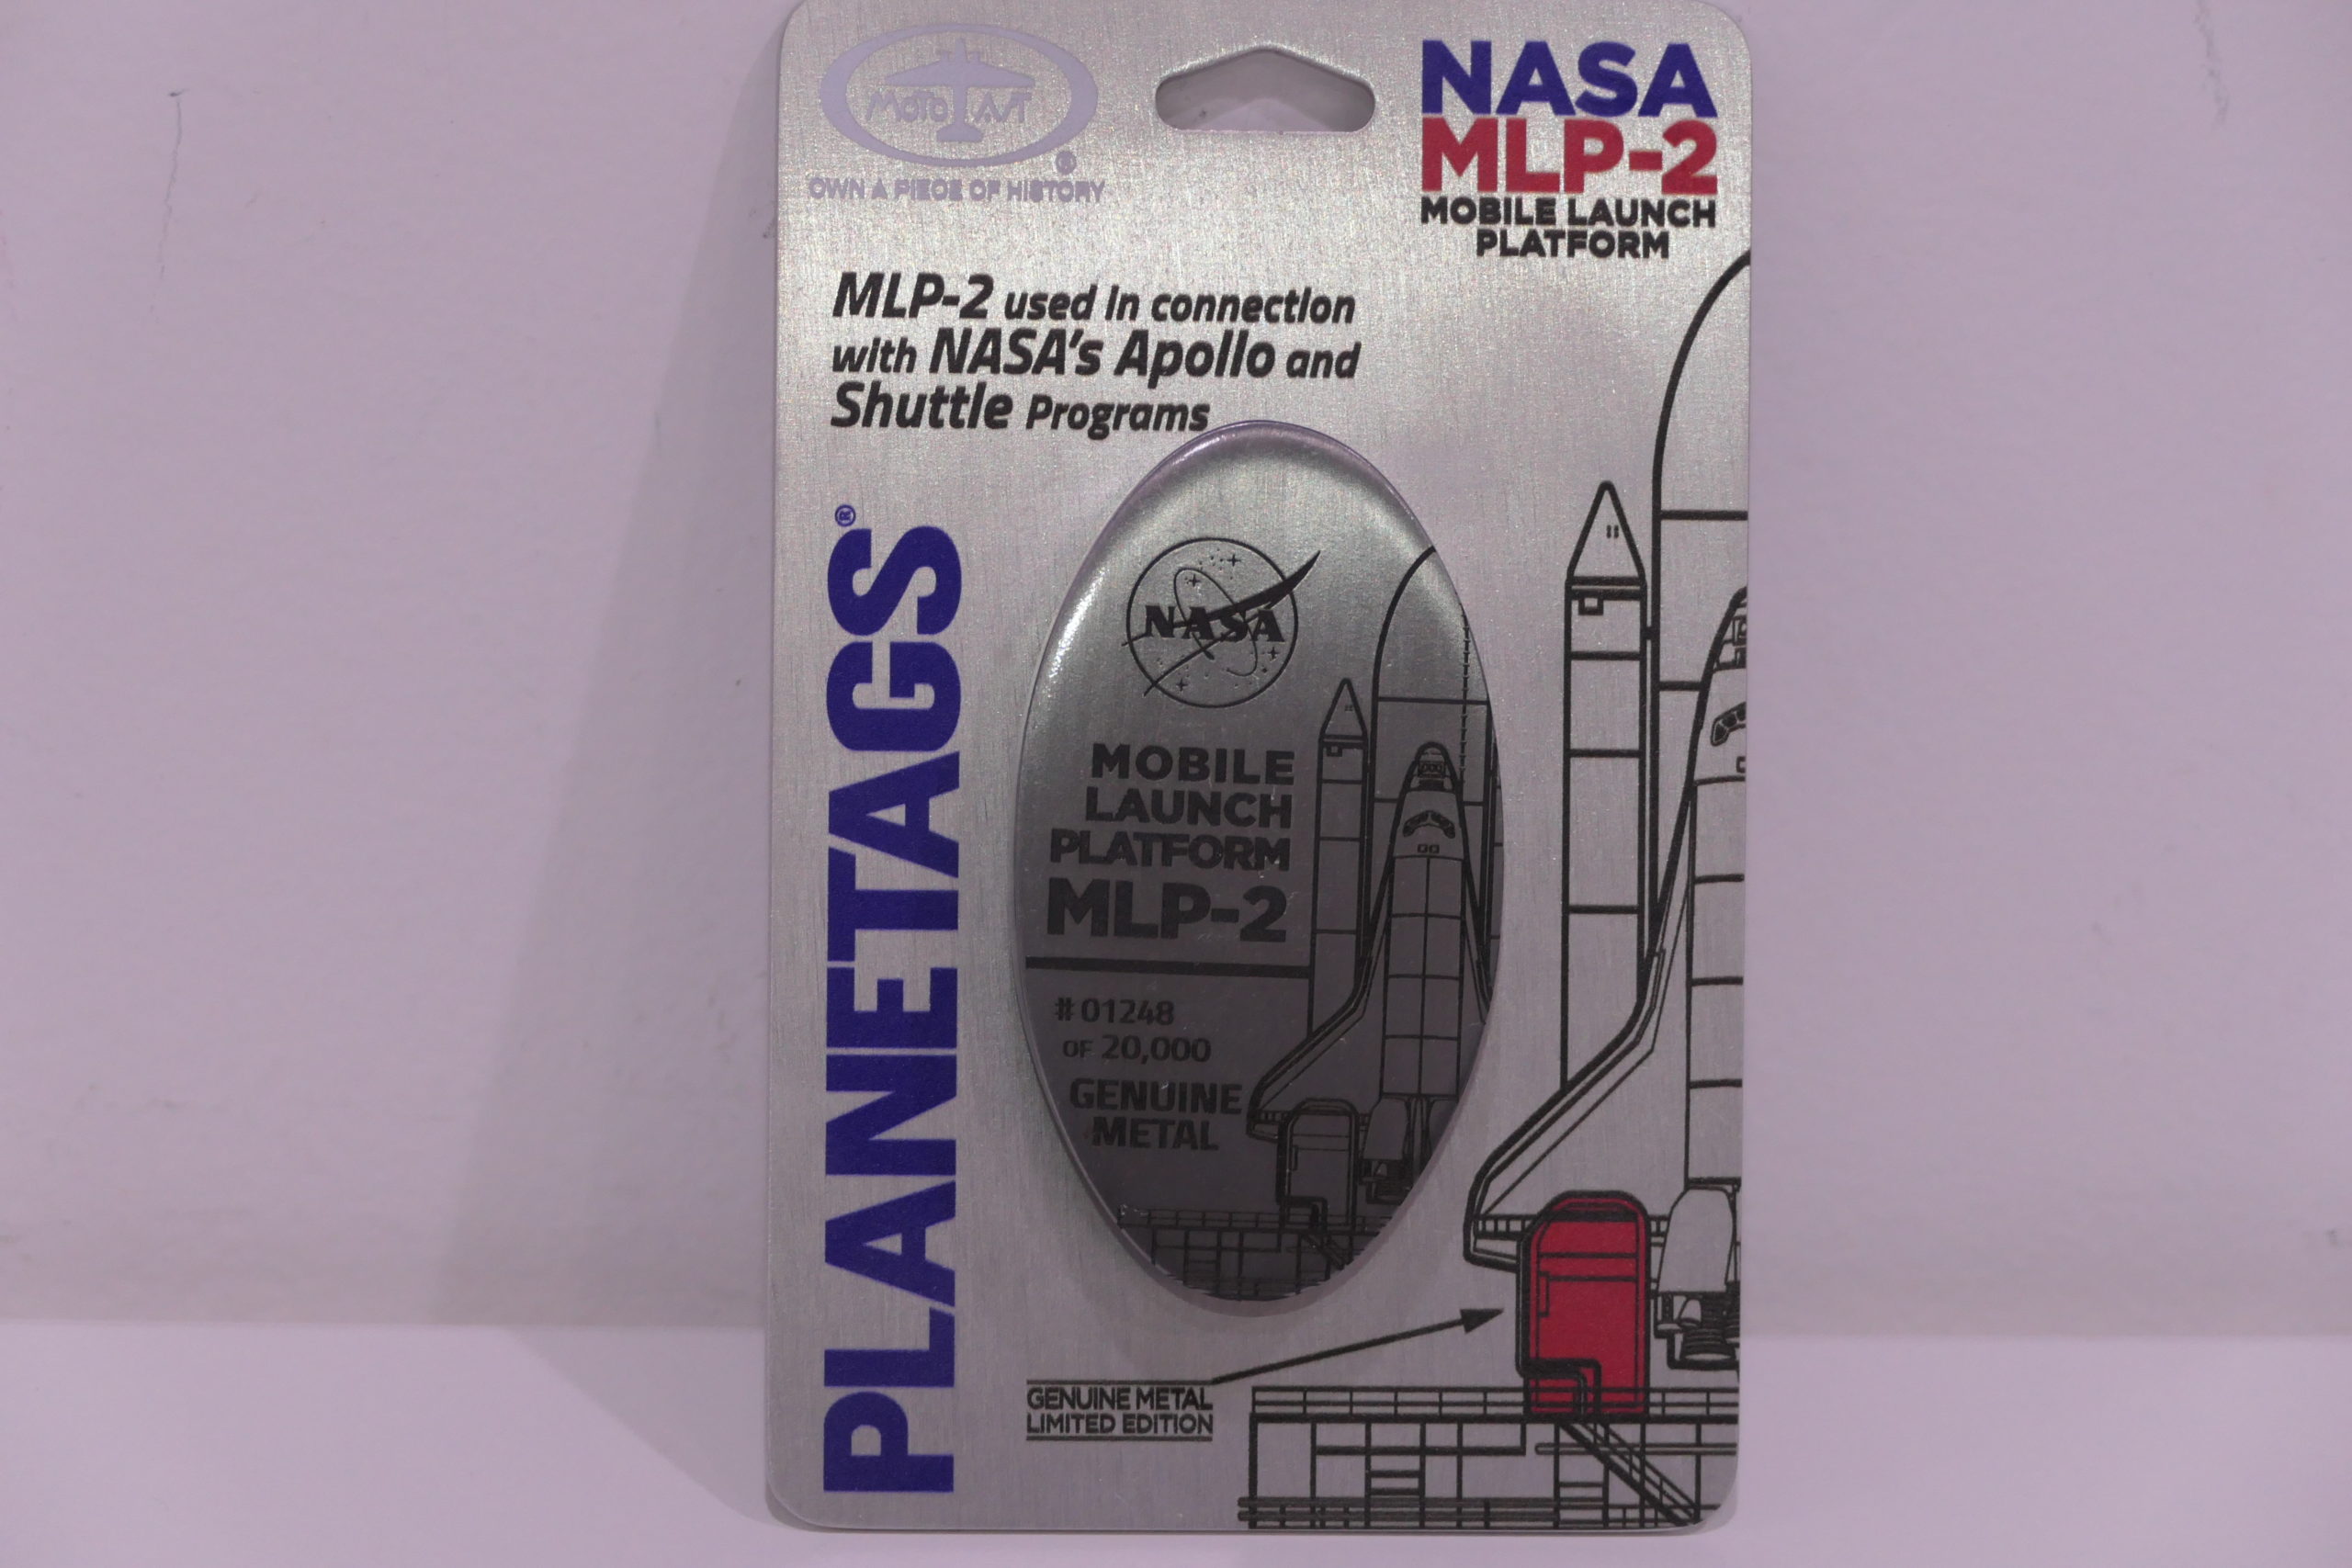 MotoArt
®
OWN A PIECE OF HISTORY
NASA
MLP-2
MOBILE LAUNCH
PLATFORM
MLP-2 used in connection
with NASA's Apollo and
Shuttle Programs
PLANETAGS®
NASA
MOBILE
LAUNCH
PLATFORM
MLP-2
#01248
OF 20,000
GENUINE
METAL
GENUINE METAL
LIMITED EDITION